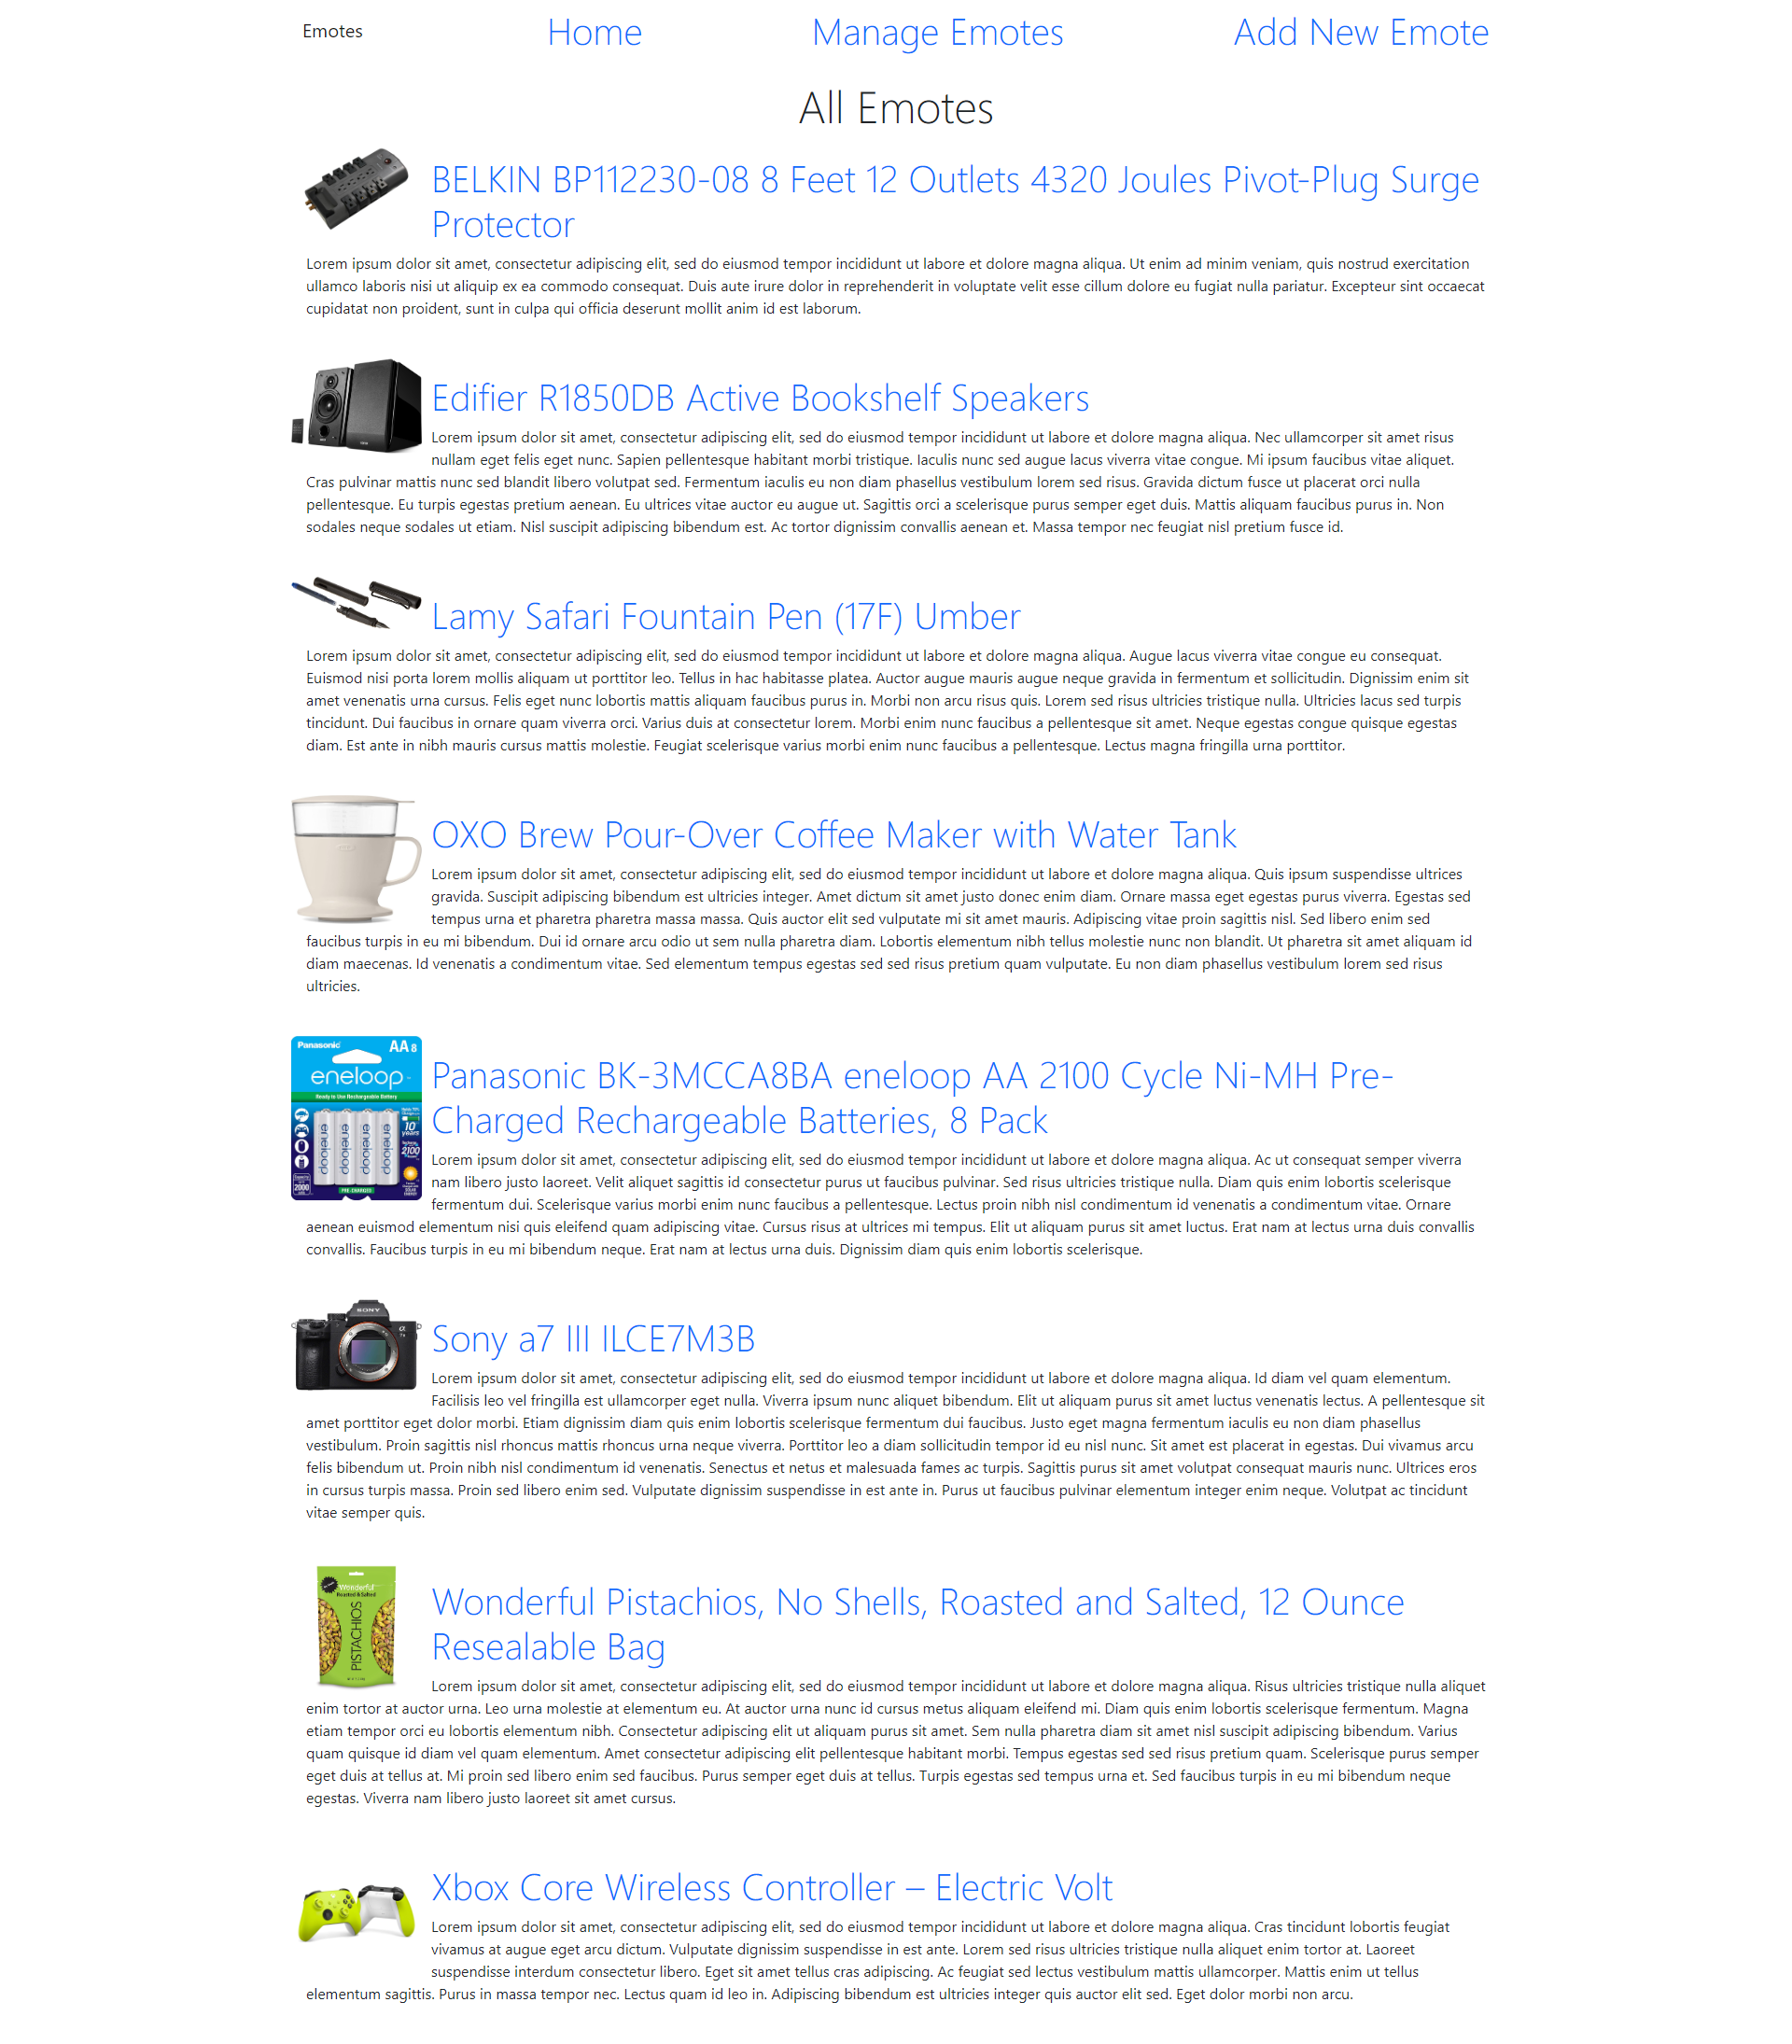 Emotes Home Manage Emotes Add New Emote
All Emotes
BELKIN BP112230-08 8 Feet 12 Outlets 4320 Joules Pivot-Plug Surge
Protector
Lorem ipsum dolor sit amet, consectetur adipiscing elit, sed do eiusmod tempor incididunt ut labore et dolore magna aliqua. Ut enim ad minim veniam, quis nostrud exercitation
ullamco laboris nisi ut aliquip ex ea commodo consequat. Duis aute irure dolor in reprehenderit in voluptate velit esse cillum dolore eu fugiat nulla pariatur. Excepteur sint occaecat
cupidatat non proident, sunt in culpa qui officia deserunt mollit anim id est laborum.
Edifier R1850DB Active Bookshelf Speakers
Lorem ipsum dolor sit amet, consectetur adipiscing elit, sed do eiusmod tempor incididunt ut labore et dolore magna aliqua. Nec ullamcorper sit amet risus
nullam eget felis eget nunc. Sapien pellentesque habitant morbi tristique. Iaculis nunc sed augue lacus viverra vitae congue. Mi ipsum faucibus vitae aliquet.
Cras pulvinar mattis nunc sed blandit libero volutpat sed. Fermentum iaculis eu non diam phasellus vestibulum lorem sed risus. Gravida dictum fusce ut placerat orci nulla
pellentesque. Eu turpis egestas pretium aenean. Eu ultrices vitae auctor eu augue ut. Sagittis orci a scelerisque purus semper eget duis. Mattis aliquam faucibus purus in. Non
sodales neque sodales ut etiam. Nisl suscipit adipiscing bibendum est. Ac tortor dignissim convallis aenean et. Massa tempor nec feugiat nisl pretium fusce id.
Lamy Safari Fountain Pen (17F) Umber
Lorem ipsum dolor sit amet, consectetur adipiscing elit, sed do eiusmod tempor incididunt ut labore et dolore magna aliqua. Augue lacus viverra vitae congue eu consequat.
Euismod nisi porta lorem mollis aliquam ut porttitor leo. Tellus in hac habitasse platea. Auctor augue mauris augue neque gravida in fermentum et sollicitudin. Dignissim enim sit
amet venenatis urna cursus. Felis eget nunc lobortis mattis aliquam faucibus purus in. Morbi non arcu risus quis. Lorem sed risus ultricies tristique nulla. Ultricies lacus sed turpis
tincidunt. Dui faucibus in ornare quam viverra orci. Varius duis at consectetur lorem. Morbi enim nunc faucibus a pellentesque sit amet. Neque egestas congue quisque egestas
diam. Est ante in nibh mauris cursus mattis molestie. Feugiat scelerisque varius morbi enim nunc faucibus a pellentesque. Lectus magna fringilla urna porttitor.
OXO Brew Pour-Over Coffee Maker with Water Tank
Lorem ipsum dolor sit amet, consectetur adipiscing elit, sed do eiusmod tempor incididunt ut labore et dolore magna aliqua. Quis ipsum suspendisse ultrices
gravida. Suscipit adipiscing bibendum est ultricies integer. Amet dictum sit amet justo donec enim diam. Ornare massa eget egestas purus viverra. Egestas sed
tempus urna et pharetra pharetra massa massa. Quis auctor elit sed vulputate mi sit amet mauris. Adipiscing vitae proin sagittis nisl. Sed libero enim sed
faucibus turpis in eu mi bibendum. Dui id ornare arcu odio ut sem nulla pharetra diam. Lobortis elementum nibh tellus molestie nunc non blandit. Ut pharetra sit amet aliquam id
diam maecenas. Id venenatis a condimentum vitae. Sed elementum tempus egestas sed sed risus pretium quam vulputate. Eu non diam phasellus vestibulum lorem sed risus
ultricies.
Panasonic AA 8
eneloop
Ready to Use Rechargeable Battery
10 years
2100
eneloop eneloop eneloop eneloop
2000
PRE-CHARGED
Panasonic BK-3MCCA8BA eneloop AA 2100 Cycle Ni-MH Pre-
Charged Rechargeable Batteries, 8 Pack
Lorem ipsum dolor sit amet, consectetur adipiscing elit, sed do eiusmod tempor incididunt ut labore et dolore magna aliqua. Ac ut consequat semper viverra
nam libero justo laoreet. Velit aliquet sagittis id consectetur purus ut faucibus pulvinar. Sed risus ultricies tristique nulla. Diam quis enim lobortis scelerisque
fermentum dui. Scelerisque varius morbi enim nunc faucibus a pellentesque. Lectus proin nibh nisl condimentum id venenatis a condimentum vitae. Ornare
aenean euismod elementum nisi quis eleifend quam adipiscing vitae. Cursus risus at ultrices mi tempus. Elit ut aliquam purus sit amet luctus. Erat nam at lectus urna duis convallis
convallis. Faucibus turpis in eu mi bibendum neque. Erat nam at lectus urna duis. Dignissim diam quis enim lobortis scelerisque.
SONY
Sony a7 III ILCE7M3B
Lorem ipsum dolor sit amet, consectetur adipiscing elit, sed do eiusmod tempor incididunt ut labore et dolore magna aliqua. Id diam vel quam elementum.
Facilisis leo vel fringilla est ullamcorper eget nulla. Viverra ipsum nunc aliquet bibendum. Elit ut aliquam purus sit amet luctus venenatis lectus. A pellentesque sit
amet porttitor eget dolor morbi. Etiam dignissim diam quis enim lobortis scelerisque fermentum dui faucibus. Justo eget magna fermentum iaculis eu non diam phasellus
vestibulum. Proin sagittis nisl rhoncus mattis rhoncus urna neque viverra. Porttitor leo a diam sollicitudin tempor id eu nisl nunc. Sit amet est placerat in egestas. Dui vivamus arcu
felis bibendum ut. Proin nibh nisl condimentum id venenatis. Senectus et netus et malesuada fames ac turpis. Sagittis purus sit amet volutpat consequat mauris nunc. Ultrices eros
in cursus turpis massa. Proin sed libero enim sed. Vulputate dignissim suspendisse in est ante in. Purus ut faucibus pulvinar elementum integer enim neque. Volutpat ac tincidunt
vitae semper quis.
Wonderful
Roasted & Salted
PISTACHIOS
Wonderful Pistachios, No Shells, Roasted and Salted, 12 Ounce
Resealable Bag
Lorem ipsum dolor sit amet, consectetur adipiscing elit, sed do eiusmod tempor incididunt ut labore et dolore magna aliqua. Risus ultricies tristique nulla aliquet
enim tortor at auctor urna. Leo urna molestie at elementum eu. At auctor urna nunc id cursus metus aliquam eleifend mi. Diam quis enim lobortis scelerisque fermentum. Magna
etiam tempor orci eu lobortis elementum nibh. Consectetur adipiscing elit ut aliquam purus sit amet. Sem nulla pharetra diam sit amet nisl suscipit adipiscing bibendum. Varius
quam quisque id diam vel quam elementum. Amet consectetur adipiscing elit pellentesque habitant morbi. Tempus egestas sed sed risus pretium quam. Scelerisque purus semper
eget duis at tellus at. Mi proin sed libero enim sed faucibus. Purus semper eget duis at tellus. Turpis egestas sed tempus urna et. Sed faucibus turpis in eu mi bibendum neque
egestas. Viverra nam libero justo laoreet sit amet cursus.
Xbox Core Wireless Controller – Electric Volt
Lorem ipsum dolor sit amet, consectetur adipiscing elit, sed do eiusmod tempor incididunt ut labore et dolore magna aliqua. Cras tincidunt lobortis feugiat
vivamus at augue eget arcu dictum. Vulputate dignissim suspendisse in est ante. Lorem sed risus ultricies tristique nulla aliquet enim tortor at. Laoreet
suspendisse interdum consectetur libero. Eget sit amet tellus cras adipiscing. Ac feugiat sed lectus vestibulum mattis ullamcorper. Mattis enim ut tellus
elementum sagittis. Purus in massa tempor nec. Lectus quam id leo in. Adipiscing bibendum est ultricies integer quis auctor elit sed. Eget dolor morbi non arcu.